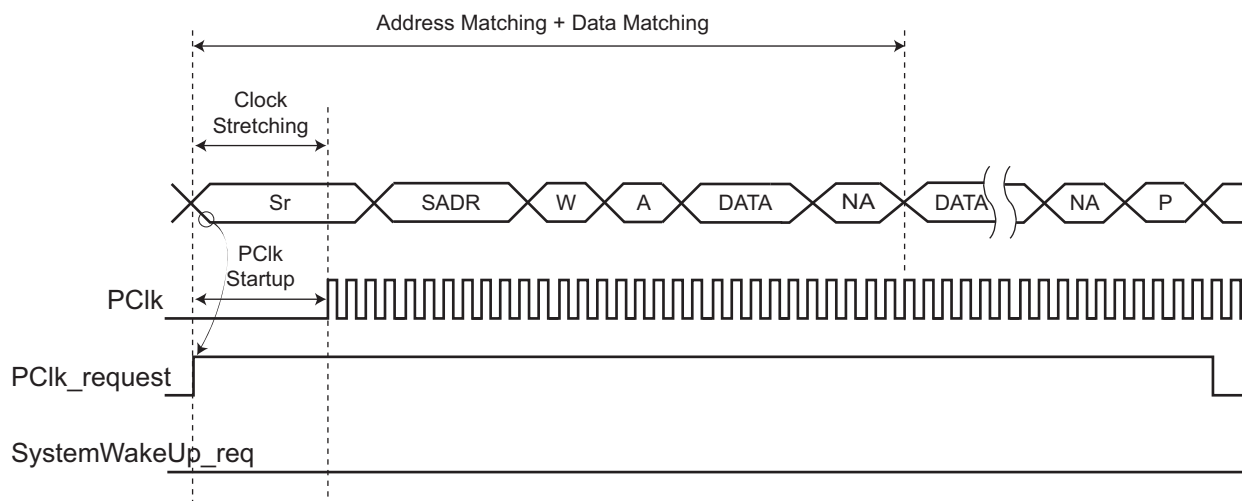 Address Matching + Data Matching
Clock
Stretching
Sr SADR W A DATA NA DATA NA P
PClk
Startup
PClk
PClk_request
SystemWakeUp_req